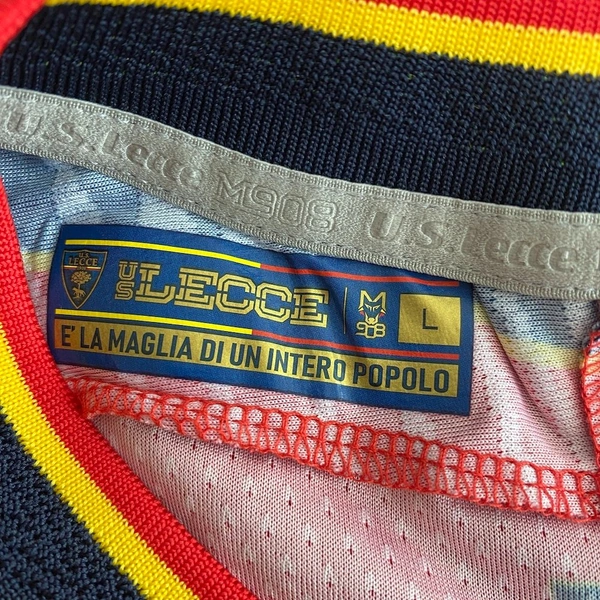 U.S. Lecce M908 U.S. Lecce
U.S.
LECCE
US LECCE
908
L
E' LA MAGLIA DI UN INTERO POPOLO